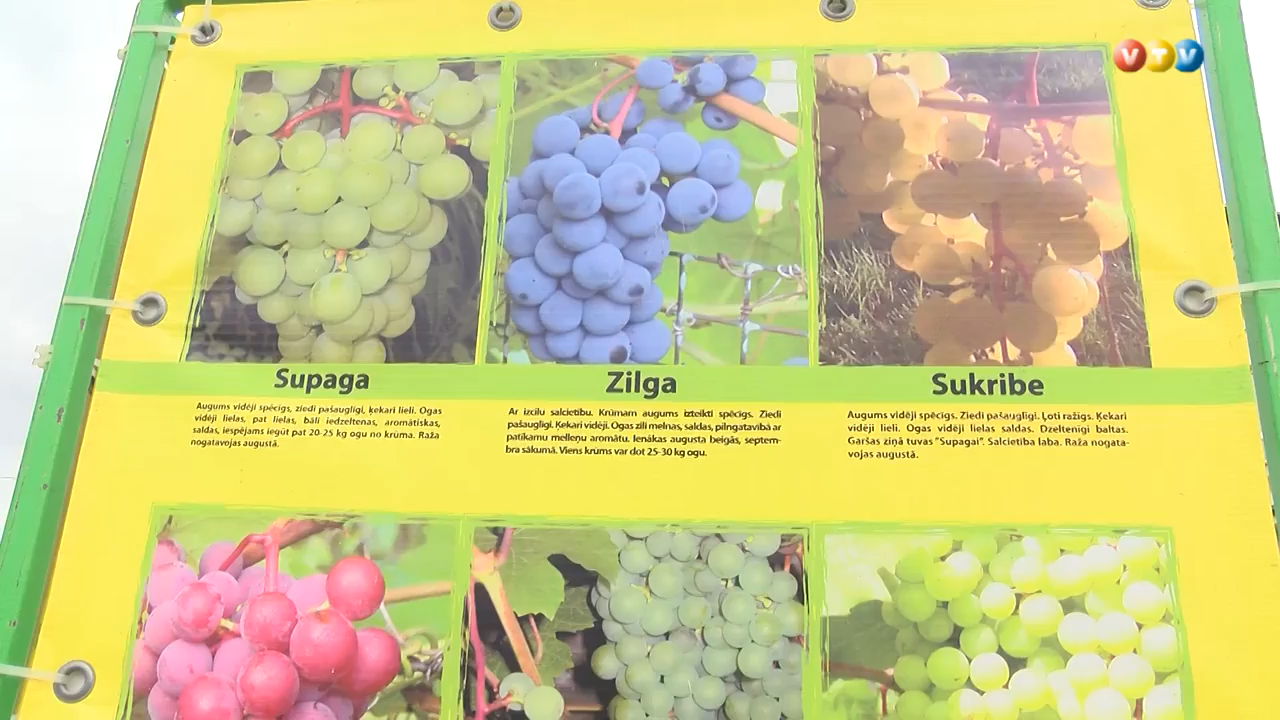 VTV
Supaga
Augums vidēji spēcīgs, ziedi pašauglīgi, ķekari lieli. Ogas
vidēji lielas, pat lielas, bāli iedzeltenas, aromātiskas,
saldas, iespējams iegūt pat 20-25 kg ogu no krūma. Raža
nogatavojas augustā.
Zilga
Ar izcilu salcietību. Krūmam augums izteikti spēcīgs. Ziedi
pašauglīgi. Ķekari vidēji. Ogas zili melnas, saldas, pilngatavībā ar
patīkamu melleņu aromātu. Ienākas augusta beigās, septem-
bra sākumā. Viens krūms var dot 25-30 kg ogu.
Sukribe
Augums vidēji spēcīgs. Ziedi pašauglīgi. Ļoti ražīgs. Ķekari
vidēji lieli. Ogas vidēji lielas saldas. Dzeltenīgi baltas.
Garšas ziņā tuvas "Supagai". Salcietība laba. Raža nogata-
vojas augustā.